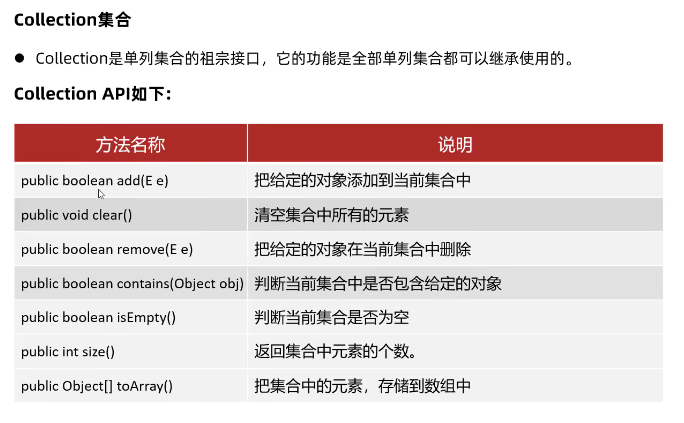 Collection集合
● Collection是单列集合的祖宗接口，它的功能是全部单列集合都可以继承使用的。
Collection API如下：
方法名称 说明
public boolean add(E e) 把给定的对象添加到当前集合中
public void clear() 清空集合中所有的元素
public boolean remove(E e) 把给定的对象在当前集合中删除
public boolean contains(Object obj) 判断当前集合中是否包含给定的对象
public boolean isEmpty() 判断当前集合是否为空
public int size() 返回集合中元素的个数。
public Object[] toArray() 把集合中的元素，存储到数组中